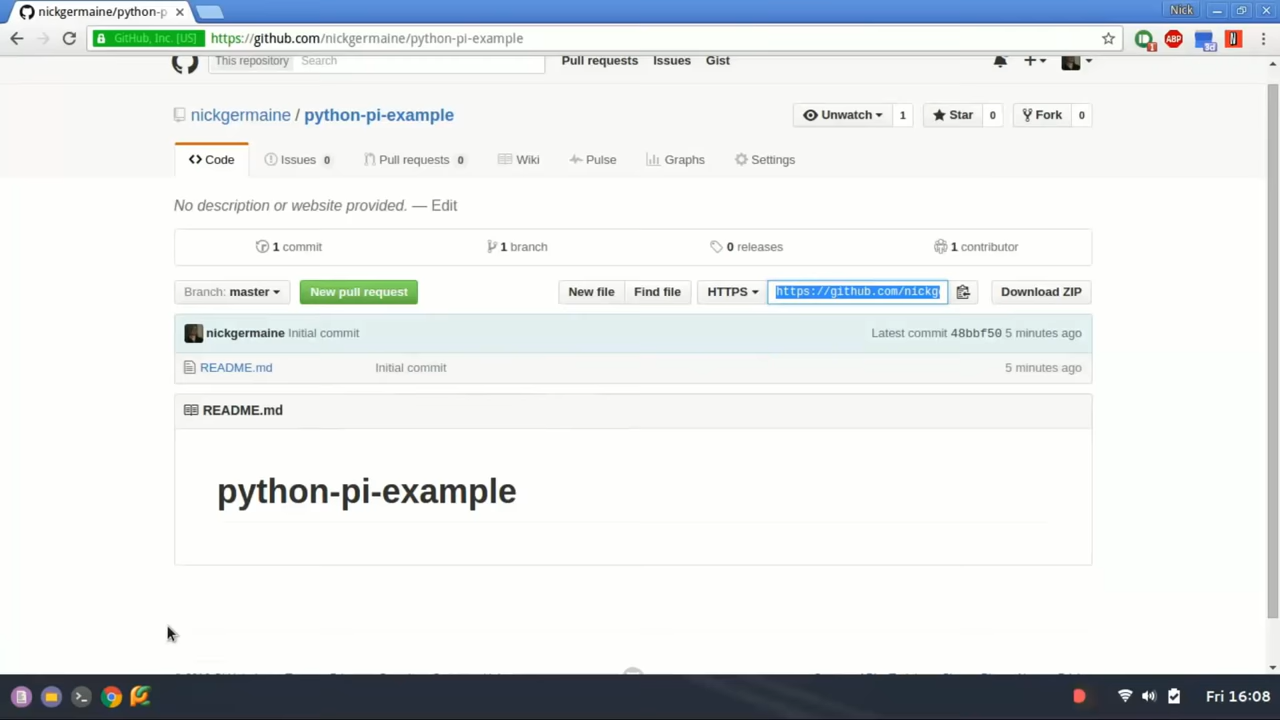 nickgermaine/python-p
Nick
GitHub, Inc. [US]
https://github.com/nickgermaine/python-pi-example
1
ABP
3d
N
This repository
Search
Pull requests
Issues
Gist
nickgermaine / python-pi-example
Unwatch
1
Star
0
Fork
0
Code
Issues 0
Pull requests 0
Wiki
Pulse
Graphs
Settings
No description or website provided. — Edit
1 commit
1 branch
0 releases
1 contributor
Branch: master
New pull request
New file
Find file
HTTPS
https://github.com/nickg
Download ZIP
nickgermaine Initial commit
Latest commit 48bbf50 5 minutes ago
README.md
Initial commit
5 minutes ago
README.md
python-pi-example
Fri 16:08